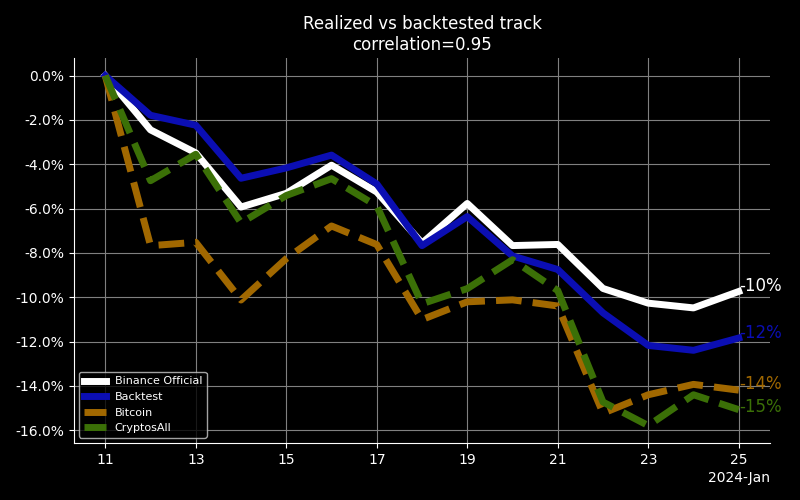 Realized vs backtested track
correlation=0.95
0.0%
-2.0%
-4.0%
-6.0%
-8.0%
-10.0%
-12.0%
-14.0%
-16.0%
-10%
-12%
-14%
-15%
Binance Official
Backtest
Bitcoin
CryptosAll
11 13 15 17 19 21 23 25
2024-Jan